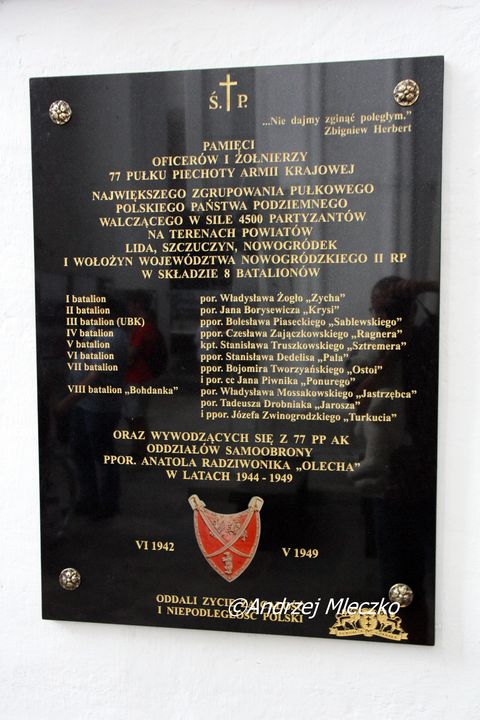 Ś. P.
...Nie dajmy zginąć poległym.”
Zbigniew Herbert
PAMIĘCI
OFICERÓW I ŻOŁNIERZY
77 PUŁKU PIECHOTY ARMII KRAJOWEJ
NAJWIĘKSZEGO ZGRUPOWANIA PUŁKOWEGO
POLSKIEGO PAŃSTWA PODZIEMNEGO
WALCZĄCEGO W SILE 4500 PARTYZANTÓW
NA TERENACH POWIATÓW
LIDA, SZCZUCZYN, NOWOGRÓDEK
I WOŁOŻYN WOJEWÓDZTWA NOWOGRÓDZKIEGO II RP
W SKŁADZIE 8 BATALIONÓW
I batalion por. Władysława Żogło „Zycha”
II batalion por. Jana Borysewicza „Krysi”
III batalion (UBK) ppor. Bolesława Piaseckiego „Sablewskiego”
IV batalion ppor. Czesława Zajączkowskiego „Ragnera”
V batalion kpt. Stanisława Truszkowskiego „Sztremera”
VI batalion ppor. Stanisława Dedelisa „Pala”
VII batalion ppor. Bojomira Tworzyańskiego „Ostoi”
i por. cc Jana Piwnika „Ponurego”
VIII batalion „Bohdanka” por. Władysława Mossakowskiego „Jastrzębca”
por. Tadeusza Drobniaka „Jarosza”
i ppor. Józefa Zwinogrodzkiego „Turkucia”
ORAZ WYWODZĄCYCH SIĘ Z 77 PP AK
ODDZIAŁÓW SAMOOBRONY
PPOR. ANATOLA RADZIWONIKA „OLECHA”
W LATACH 1944 - 1949
VI 1942 V 1949
ODDALI ŻYCIE
I NIEPODLEGŁOŚĆ POLSKI
©Andrzej Mleczko